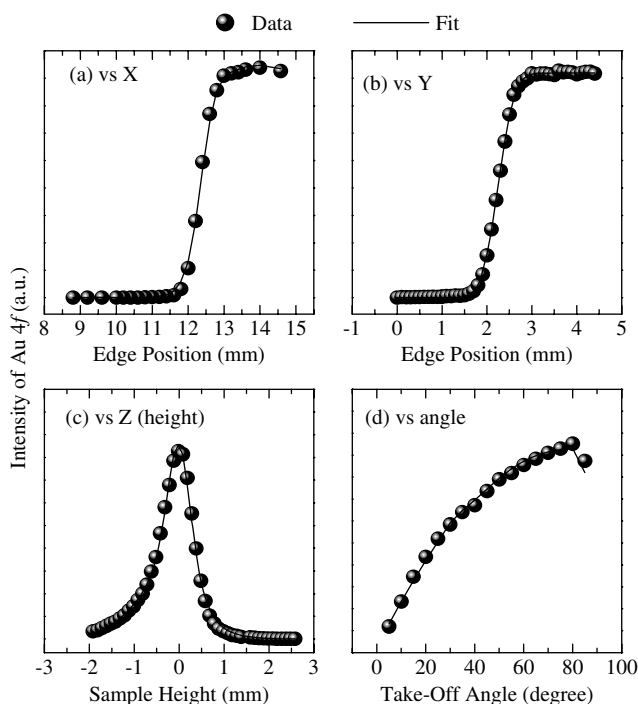 Data Fit
(a) vs X
(b) vs Y
8 9 10 11 12 13 14 15
-1 0 1 2 3 4 5
Edge Position (mm)
Edge Position (mm)
Intensity of Au 4f (a.u.)
(c) vs Z (height)
(d) vs angle
-3 -2 -1 0 1 2 3
0 20 40 60 80 100
Sample Height (mm)
Take-Off Angle (degree)